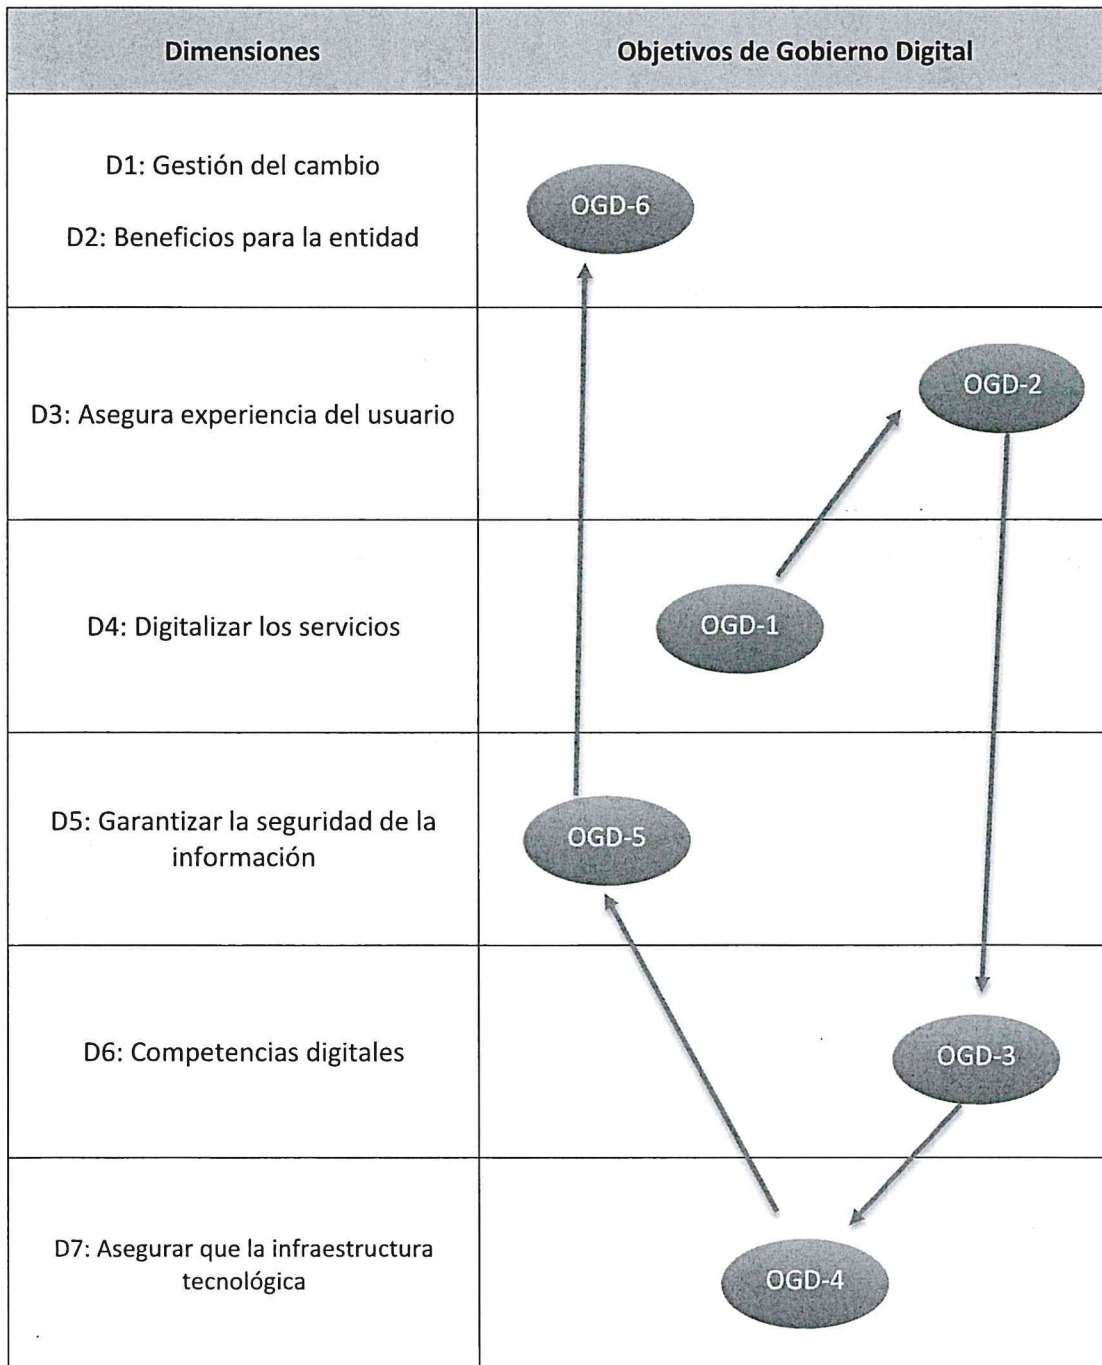 Dimensiones
Objetivos de Gobierno Digital
D1: Gestión del cambio
D2: Beneficios para la entidad
OGD-6
D3: Asegura experiencia del usuario
OGD-2
D4: Digitalizar los servicios
OGD-1
D5: Garantizar la seguridad de la
información
OGD-5
D6: Competencias digitales
OGD-3
D7: Asegurar que la infraestructura
tecnológica
OGD-4